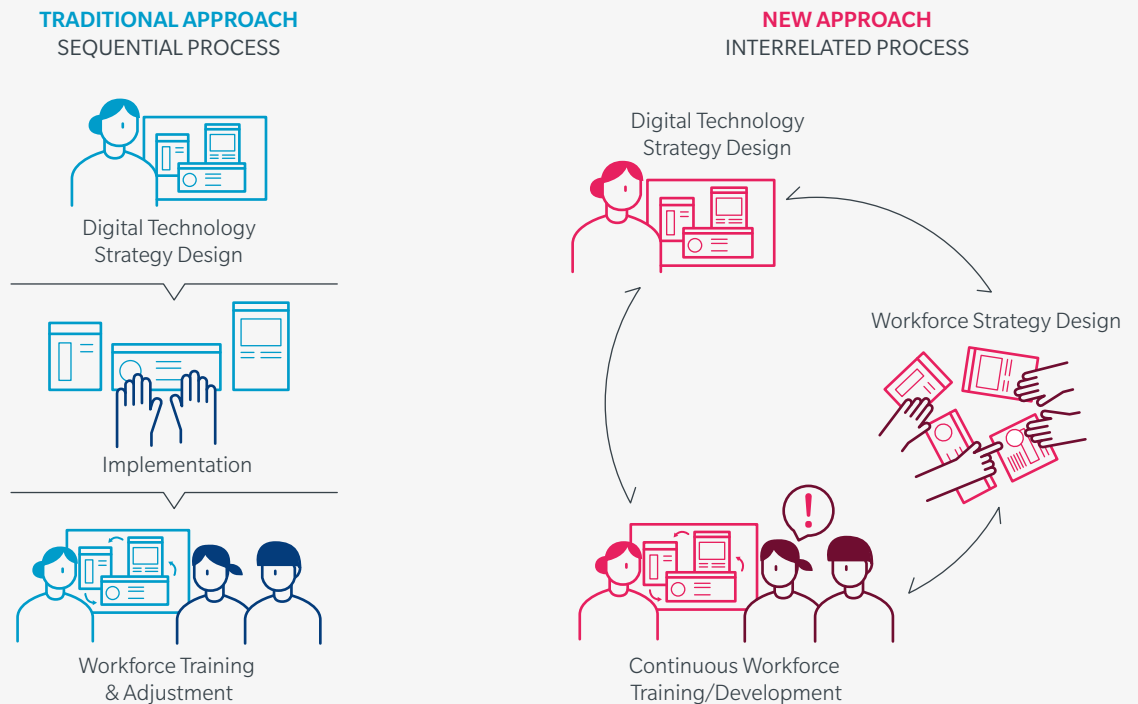 TRADITIONAL APPROACH
SEQUENTIAL PROCESS
Digital Technology
Strategy Design
Implementation
Workforce Training
& Adjustment
NEW APPROACH
INTERRELATED PROCESS
Digital Technology
Strategy Design
Workforce Strategy Design
!
Continuous Workforce
Training/Development